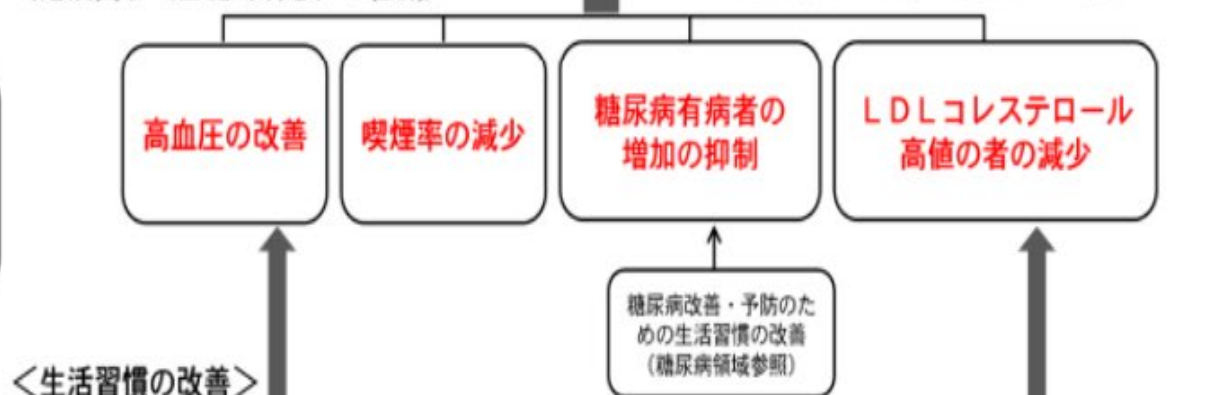 高血圧の改善
喫煙率の減少
糖尿病有病者の
増加の抑制
ＬＤＬコレステロール
高値の者の減少
糖尿病改善・予防のた
めの生活習慣の改善
（糖尿病領域参照）
＜生活習慣の改善＞